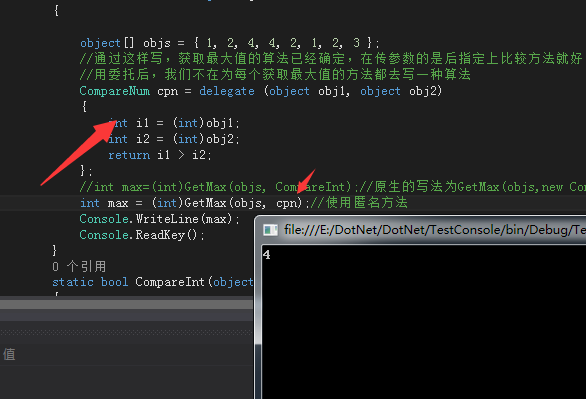 {
object[] objs = { 1, 2, 4, 4, 2, 1, 2, 3 };
//通过这样写，获取最大值的算法已经确定，在传参数的是后指定上比较方法就好
//用委托后，我们不在为每个获取最大值的方法都去写一种算法
CompareNum cpn = delegate (object obj1, object obj2)
{
int i1 = (int)obj1;
int i2 = (int)obj2;
return i1 > i2;
};
//int max=(int)GetMax(objs, CompareInt);//原生的写法为GetMax(objs,new Com
int max = (int)GetMax(objs, cpn);//使用匿名方法
Console.WriteLine(max);
Console.ReadKey();
}
0 个引用
static bool CompareInt(object
{
file:///E:/DotNet/DotNet/TestConsole/bin/Debug/Te
4
值